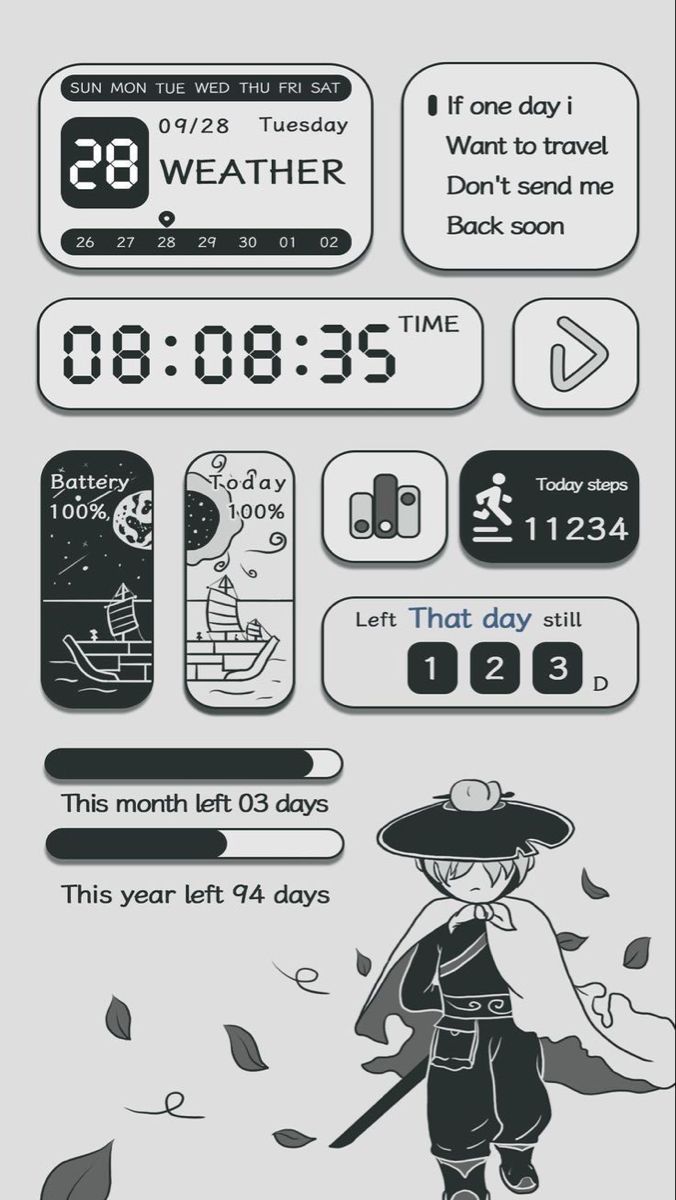 SUN MON TUE WED THU FRI SAT
28
09/28 Tuesday
WEATHER
26 27 28 29 30 01 02
If one day i
Want to travel
Don't send me
Back soon
08:08:35 TIME
Battery
100%
Today
100%
Today steps
11234
Left That day still
1 2 3 D
This month left 03 days
This year left 94 days